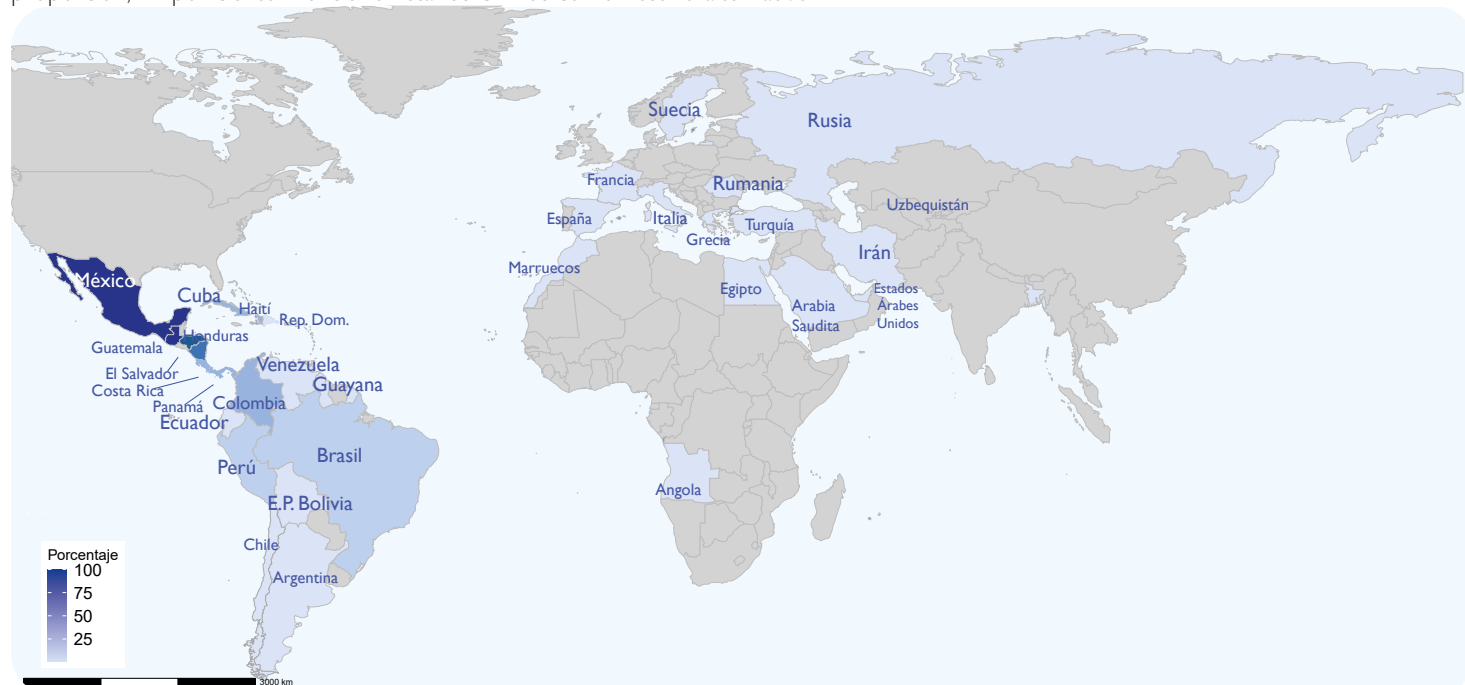 Suecia
Rusia
Francia
Rumania
Uzbequistán
España
Italia
Turquía
Grecia
Irán
Marruecos
México
Egipto
Estados
Arabes
Unidos
Arabia
Saudita
Cuba
Haití
Rep. Dom.
Honduras
Guatemala
El Salvador
Costa Rica
Panamá
Venezuela
Guayana
Colombia
Ecuador
Brasil
Perú
E.P. Bolivia
Angola
Chile
Argentina
Porcentaje
100
75
50
25
3000 km